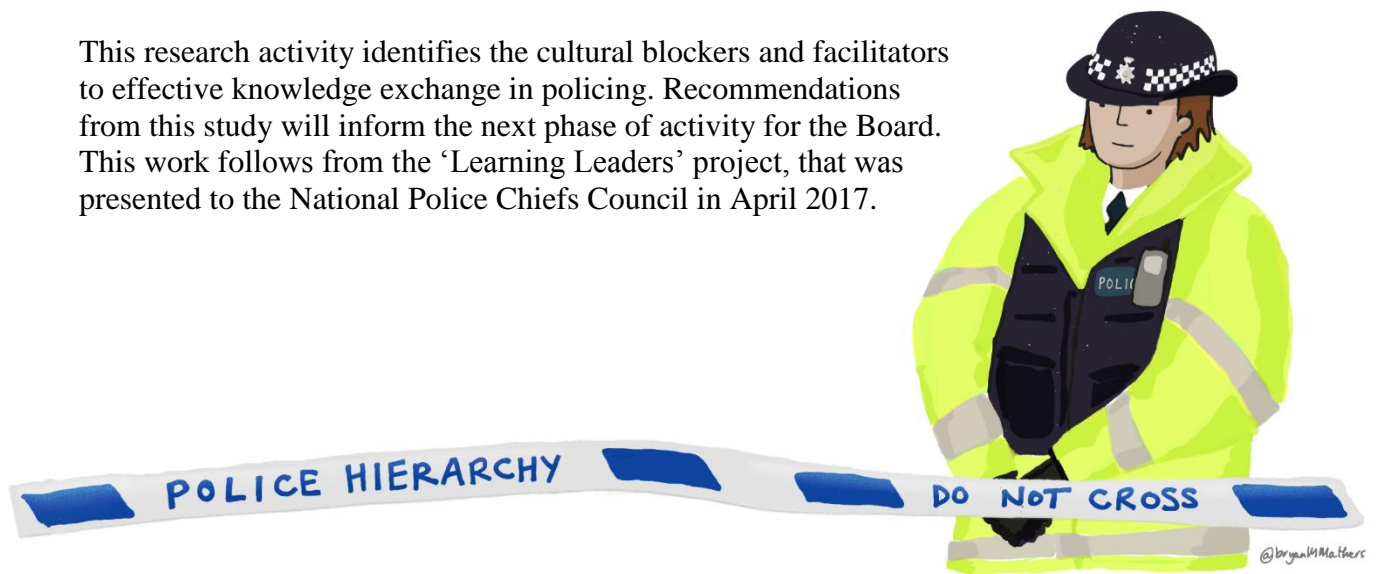 This research activity identifies the cultural blockers and facilitators
to effective knowledge exchange in policing. Recommendations
from this study will inform the next phase of activity for the Board.
This work follows from the ‘Learning Leaders’ project, that was
presented to the National Police Chiefs Council in April 2017.
POLIC
POLICE HIERARCHY
DO NOT CROSS
@bryanMMathers